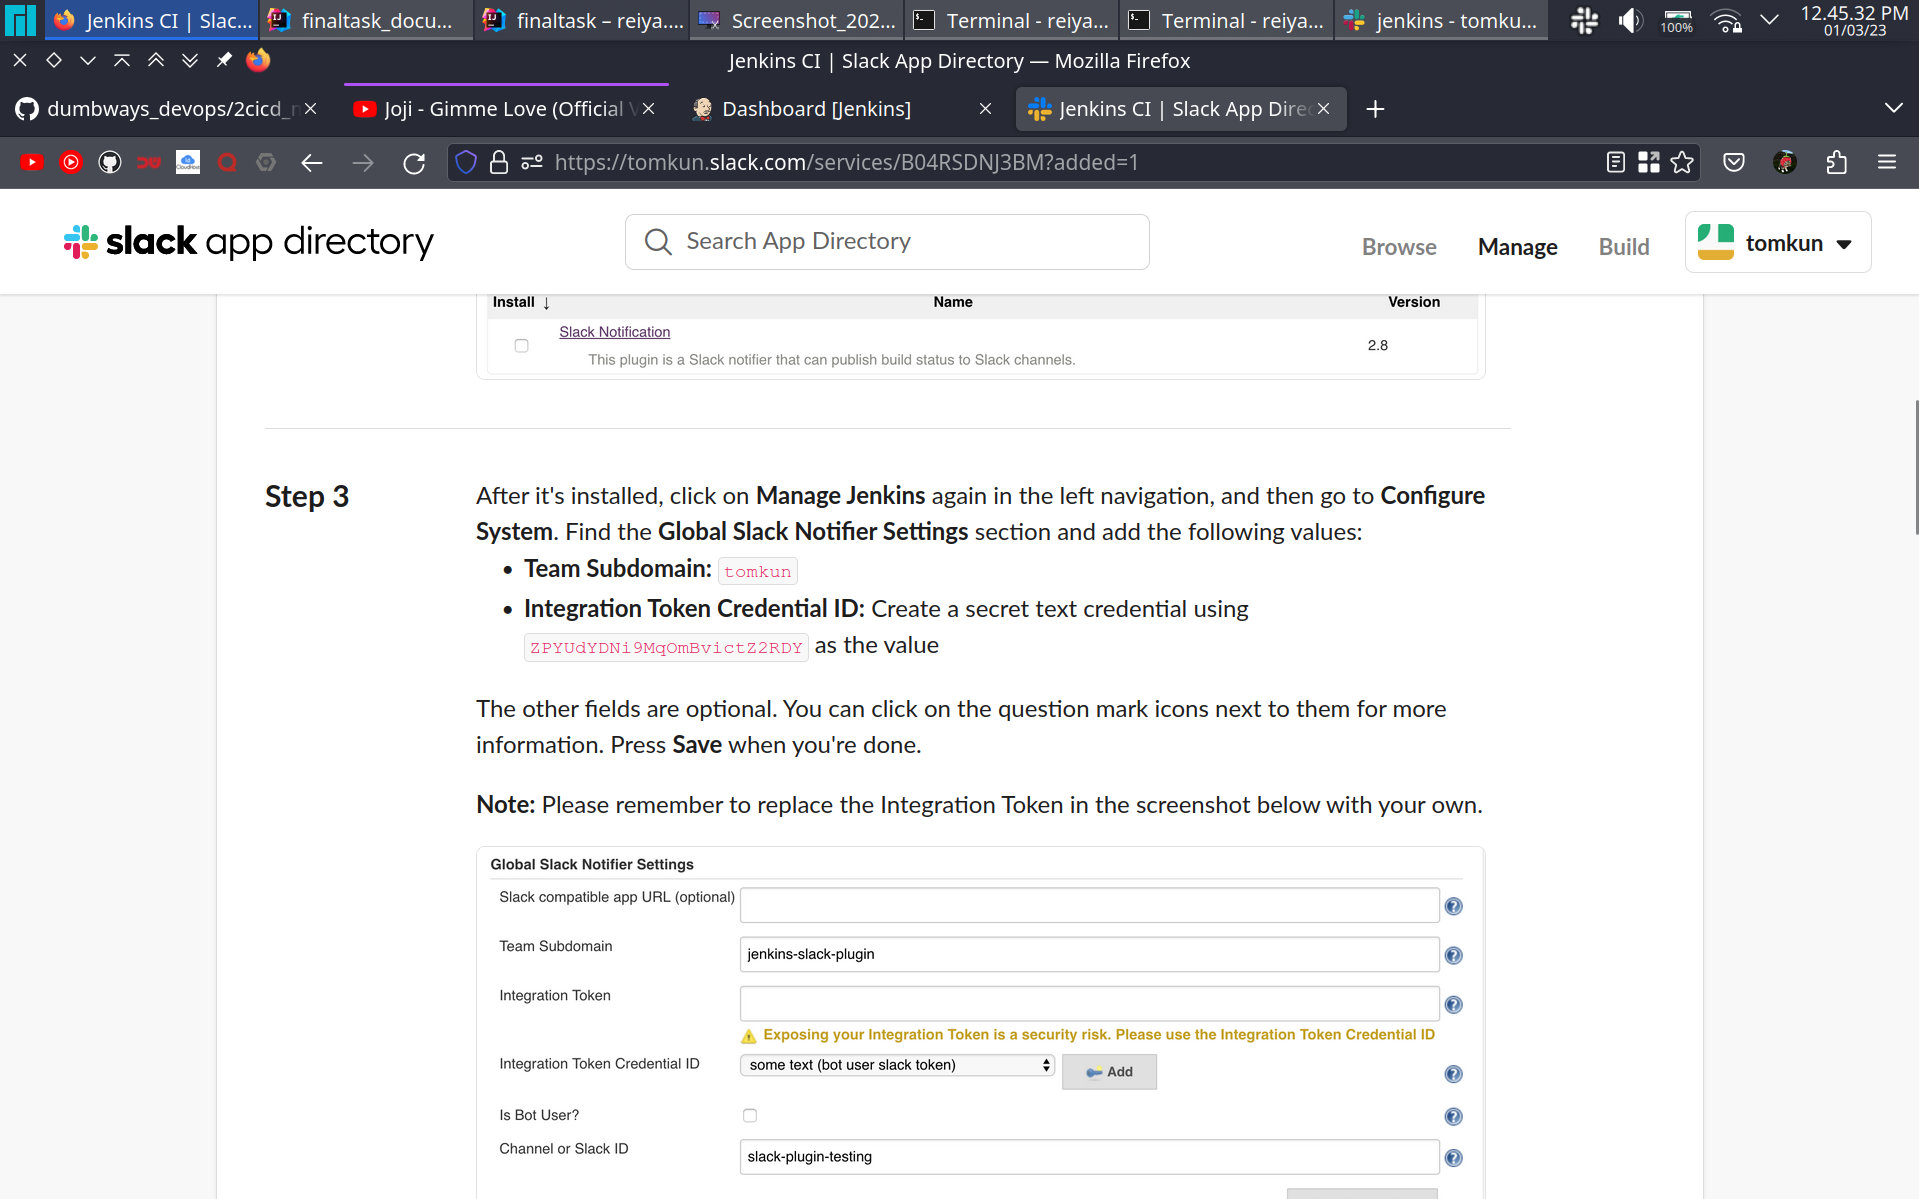 Jenkins CI | Slac...
finaltask_docu...
finaltask – reiya....
Screenshot_202...
Terminal - reiya...
Terminal - reiya...
jenkins - tomku...
100%
12.45.32 PM
01/03/23
Jenkins CI | Slack App Directory — Mozilla Firefox
dumbways_devops/2cicd_
Joji - Gimme Love (Official
Dashboard [Jenkins]
Jenkins CI | Slack App Direc
https://tomkun.slack.com/services/B04RSDNJ3BM?added=1
slack app directory
Search App Directory
Browse
Manage
Build
tomkun
Install ↓
Name
Version
Slack Notification
This plugin is a Slack notifier that can publish build status to Slack channels.
2.8
Step 3
After it's installed, click on Manage Jenkins again in the left navigation, and then go to Configure
System. Find the Global Slack Notifier Settings section and add the following values:
• Team Subdomain: tomkun
• Integration Token Credential ID: Create a secret text credential using
ZPYUdYDNi9MqOmBvictZ2RDY as the value
The other fields are optional. You can click on the question mark icons next to them for more
information. Press Save when you're done.
Note: Please remember to replace the Integration Token in the screenshot below with your own.
Global Slack Notifier Settings
Slack compatible app URL (optional)
Team Subdomain
jenkins-slack-plugin
Integration Token
Exposing your Integration Token is a security risk. Please use the Integration Token Credential ID
Integration Token Credential ID
some text (bot user slack token)
Add
Is Bot User?
Channel or Slack ID
slack-plugin-testing